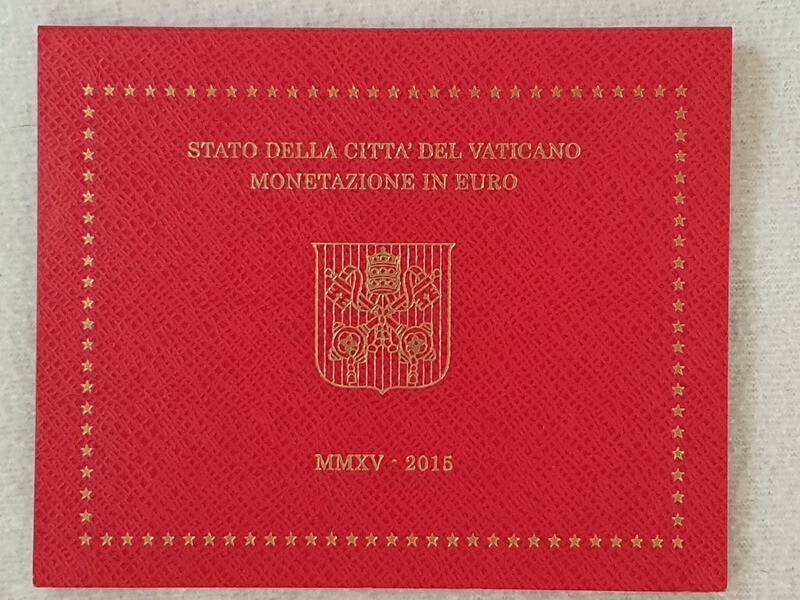 STATO DELLA CITTA' DEL VATICANO
MONETAZIONE IN EURO
MMXV - 2015